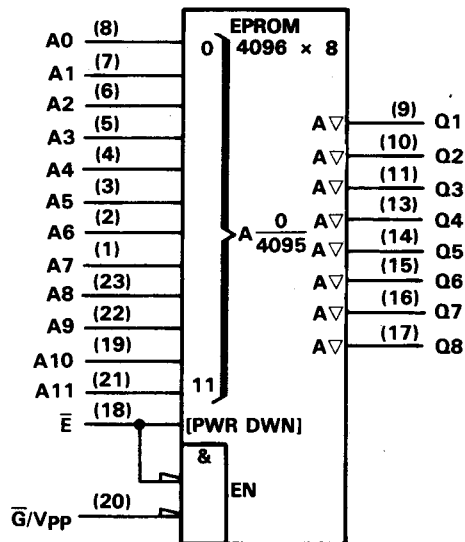 EPROM
4096 × 8
A0 (8) 0
A1 (7)
A2 (6)
A3 (5)
A4 (4)
A5 (3)
A6 (2)
A7 (1)
A8 (23)
A9 (22)
A10 (19)
A11 (21) 11
A 0/4095
E̅ (18) [PWR DWN]
&
EN
G̅/VPP (20)
A▽ (9) Q1
A▽ (10) Q2
A▽ (11) Q3
A▽ (13) Q4
A▽ (14) Q5
A▽ (15) Q6
A▽ (16) Q7
A▽ (17) Q8